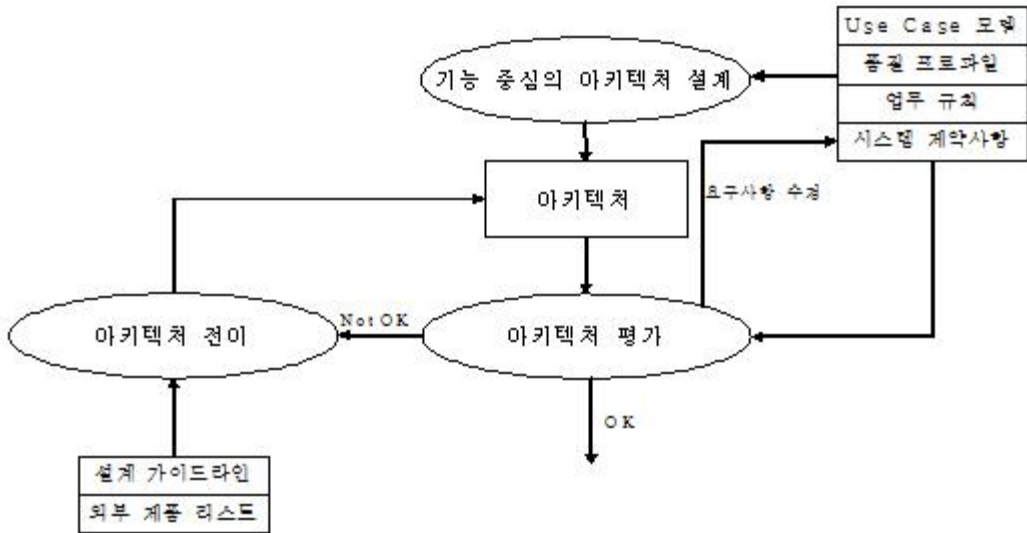 Use Case 모델
품질 프로파일
업무 규칙
시스템 제약사항
기능 중심의 아키텍처 설계
아키텍처
요구사항 수정
아키텍처 전이
Not OK
아키텍처 평가
OK
설계 가이드라인
외부 제품 리스트